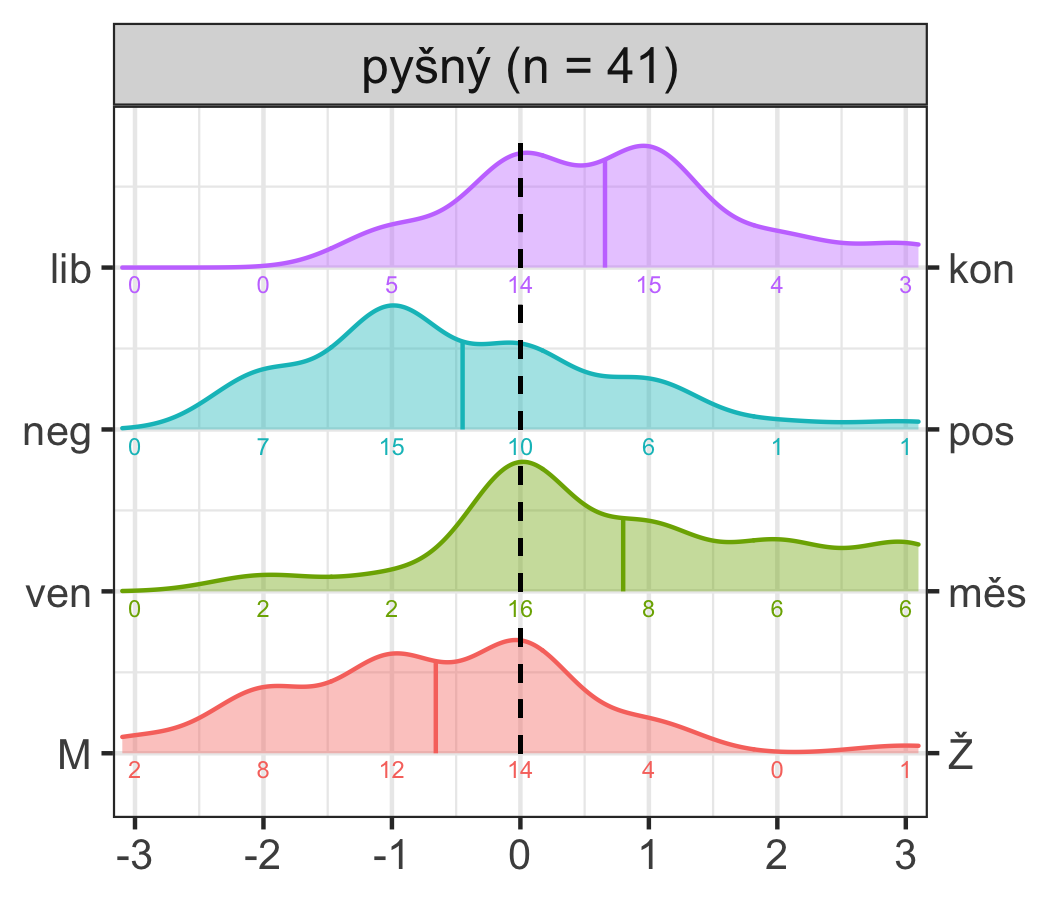 pyšný (n = 41)
lib kon
0 0 5 14 15 4 3
neg pos
0 7 15 10 6 1 1
ven měs
0 2 2 16 8 6 6
M Ž
2 8 12 14 4 0 1
-3 -2 -1 0 1 2 3